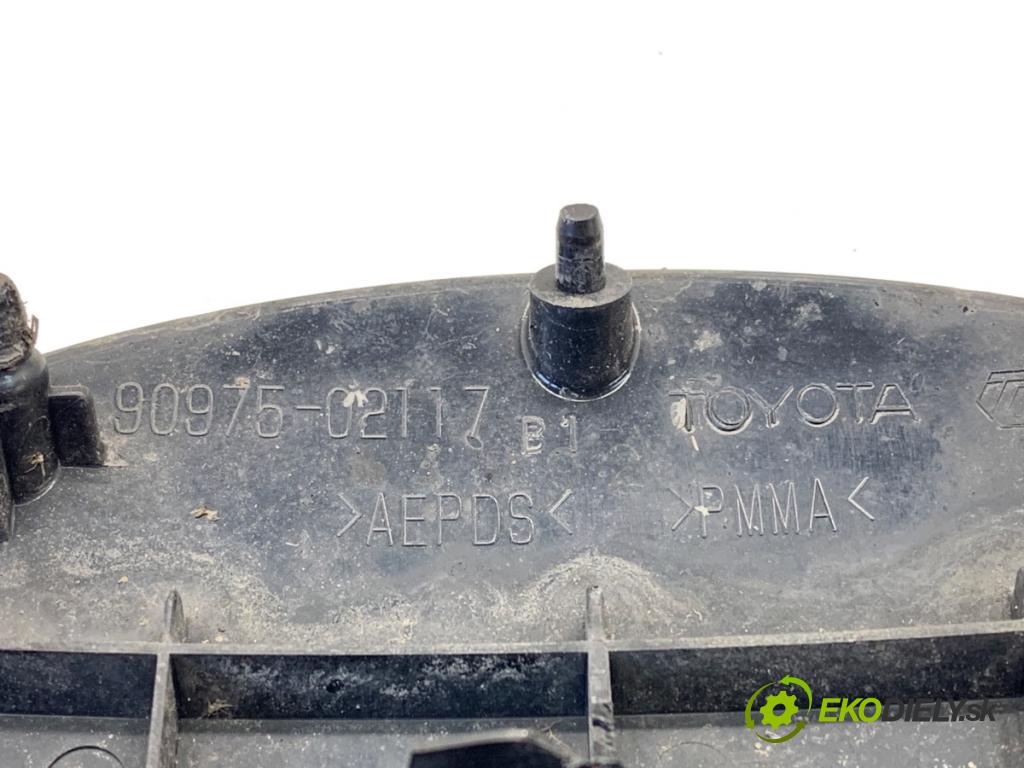 90975-02117 B1 TOYOTA
>AEPDS< >PMMA<
EKODIELY.sk